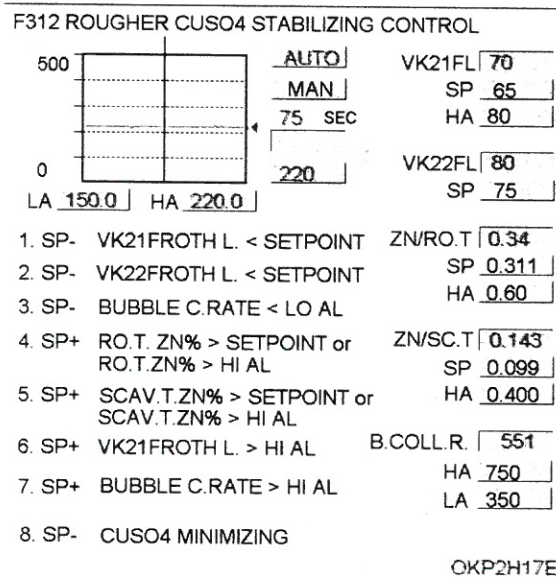 F312 ROUGHER CUSO4 STABILIZING CONTROL
500
0
LA 150.0 HA 220.0
AUTO
MAN
75 SEC
220
VK21FL 70
SP 65
HA 80
VK22FL 80
SP 75
1. SP- VK21FROTH L. < SETPOINT
2. SP- VK22FROTH L. < SETPOINT
3. SP- BUBBLE C.RATE < LO AL
4. SP+ RO.T. ZN% > SETPOINT or
RO.T.ZN% > HI AL
5. SP+ SCAV.T.ZN% > SETPOINT or
SCAV.T.ZN% > HI AL
6. SP+ VK21FROTH L. > HI AL
7. SP+ BUBBLE C.RATE > HI AL
8. SP- CUSO4 MINIMIZING
ZN/RO.T 0.34
SP 0.311
HA 0.60
ZN/SC.T 0.143
SP 0.099
HA 0.400
B.COLL.R. 551
HA 750
LA 350
OKP2H17E